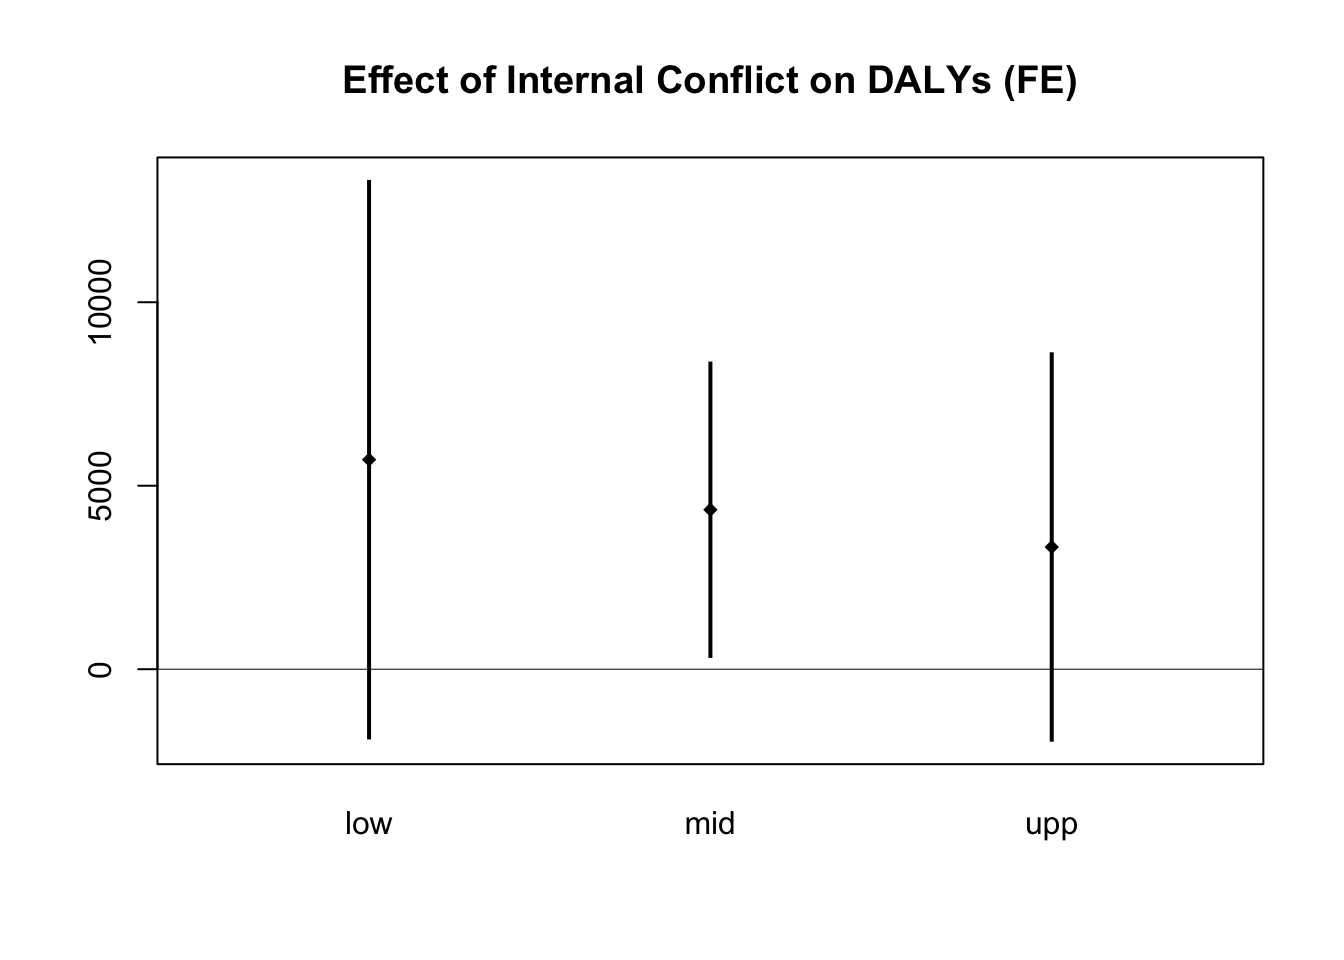 Effect of Internal Conflict on DALYs (FE)
10000
5000
0
low mid upp